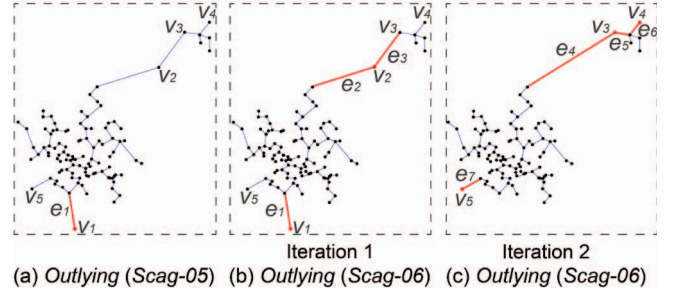 v4
v3
v2
v5
e1
v1
v4
v3
e3
e2
v2
v5
e1
v1
v4
v3
e6
e5
e4
e7
v5
Iteration 1
Iteration 2
(a) Outlying (Scag-05)
(b) Outlying (Scag-06)
(c) Outlying (Scag-06)